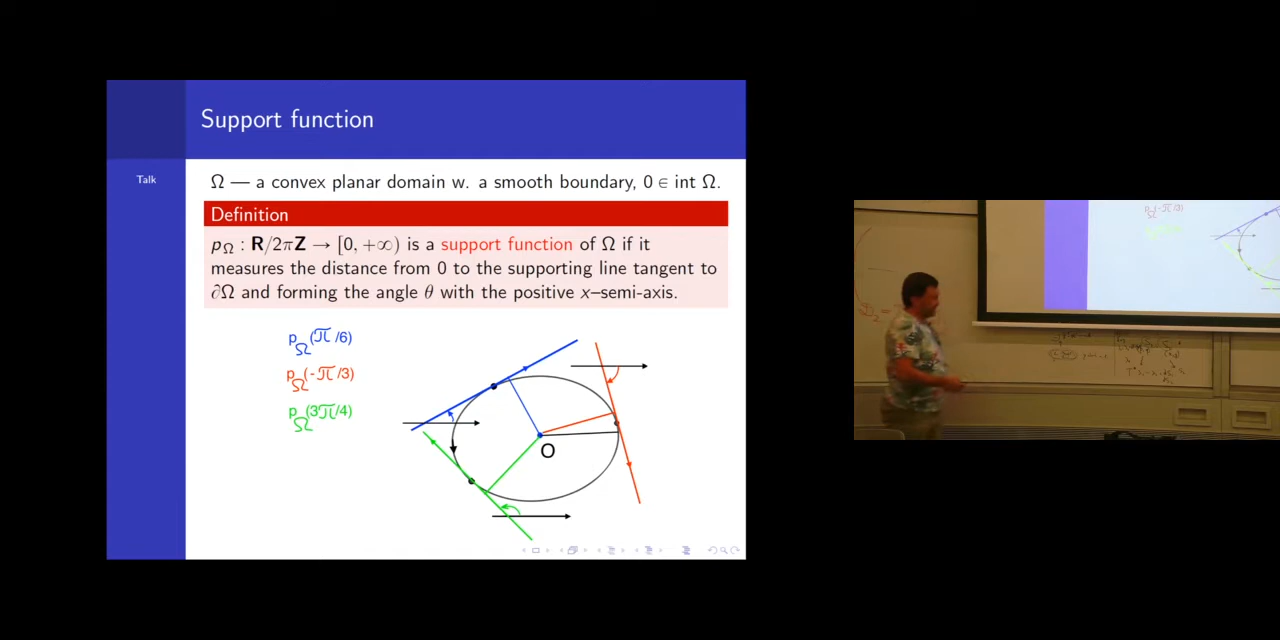 Support function
Talk
Ω — a convex planar domain w. a smooth boundary, 0 ∈ int Ω.
Definition
p_Ω : R/2πZ → [0, +∞) is a support function of Ω if it
measures the distance from 0 to the supporting line tangent to
∂Ω and forming the angle θ with the positive x–semi-axis.
p_Ω(π/6)
p_Ω(-π/3)
p_Ω(3π/4)
O
p_Ω(-π/3)